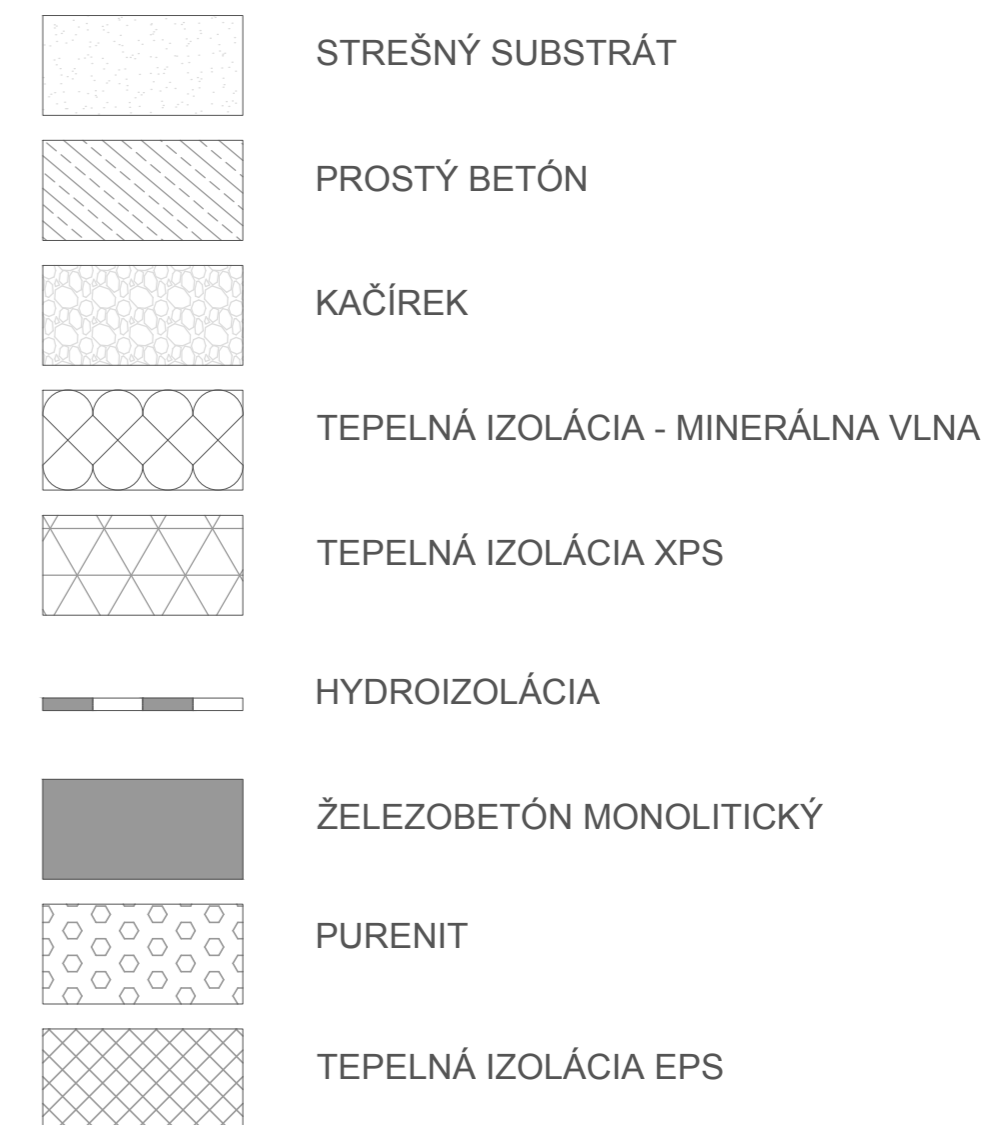 STREŠNÝ SUBSTRÁT
PROSTÝ BETÓN
KAČÍREK
TEPELNÁ IZOLÁCIA - MINERÁLNA VLNA
TEPELNÁ IZOLÁCIA XPS
HYDROIZOLÁCIA
ŽELEZOBETÓN MONOLITICKÝ
PURENIT
TEPELNÁ IZOLÁCIA EPS